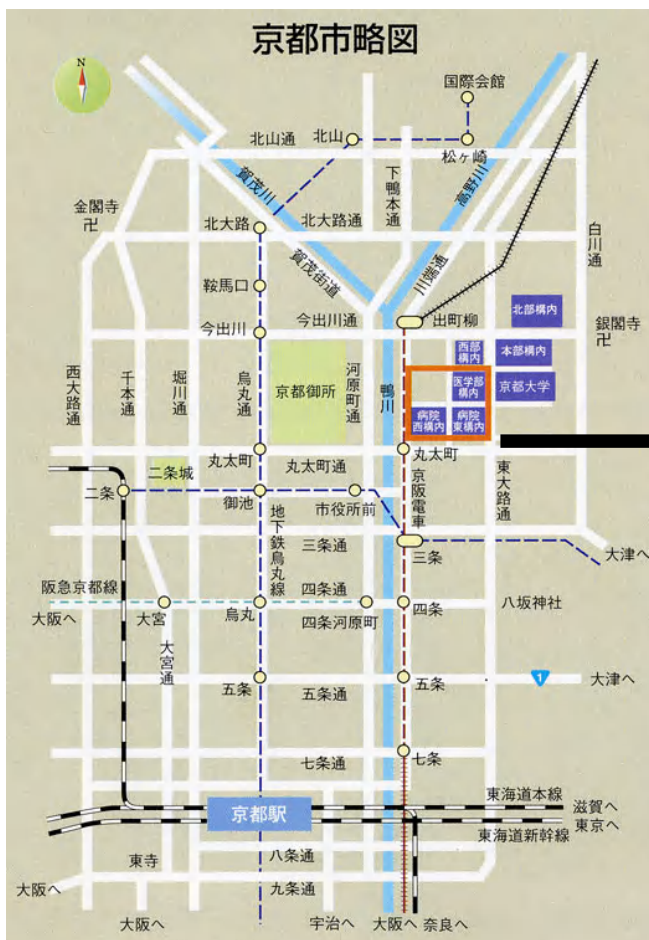 京都市略図
N
国際会館
北山通
北山
松ヶ崎
賀茂川
下鴨本通
高野川
金閣寺
卍
北大路
北大路通
白川通
賀茂街道
川端通
鞍馬口
出町柳
北部構内
今出川
今出川通
銀閣寺
卍
西部
構内
本部構内
西大路通
千本通
堀川通
烏丸通
京都御所
河原町通
鴨川
医学部
構内
京都大学
病院
西構内
病院
東構内
丸太町
丸太町通
丸太町
二条城
二条
御池
市役所前
京阪電車
東大路通
地下鉄烏丸線
三条通
三条
大津へ
阪急京都線
四条通
大阪へ
大宮
烏丸
四条河原町
四条
八坂神社
大宮通
五条
五条通
五条
1
大津へ
七条通
七条
京都駅
東海道本線
滋賀へ
東海道新幹線
東京へ
東寺
八条通
大阪へ
九条通
大阪へ
宇治へ
大阪へ
奈良へ